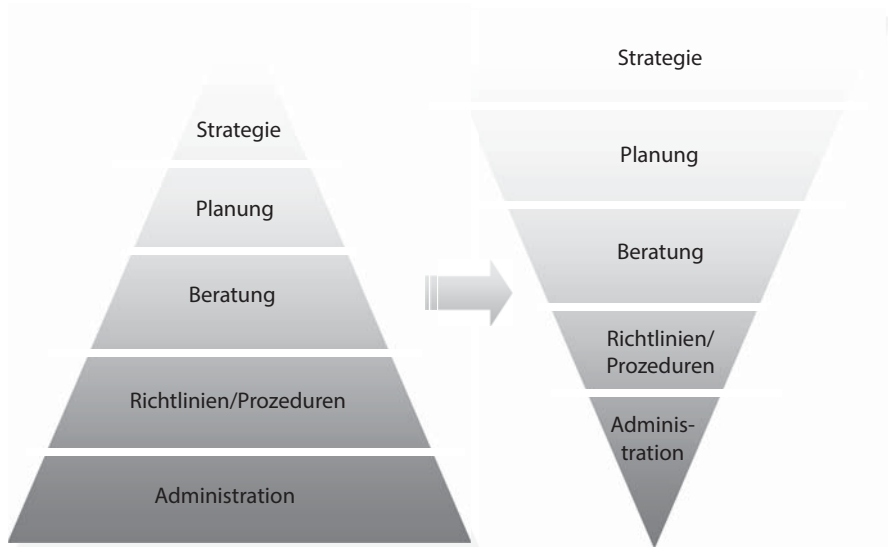 Strategie
Planung
Beratung
Richtlinien/Prozeduren
Administration
Strategie
Planung
Beratung
Richtlinien/
Prozeduren
Adminis-
tration